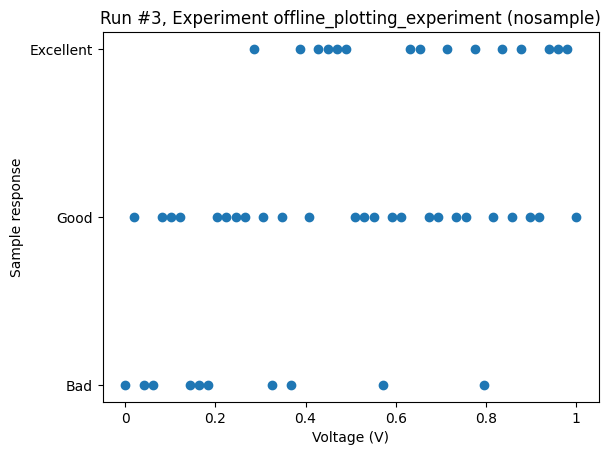 Run #3, Experiment offline_plotting_experiment (nosample)
Excellent
Good
Bad
Sample response
0
0.2
0.4
0.6
0.8
1
Voltage (V)